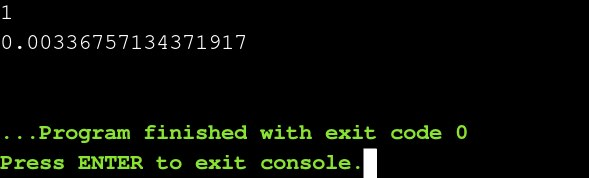 1
0.00336757134371917
...Program finished with exit code 0
Press ENTER to exit console.